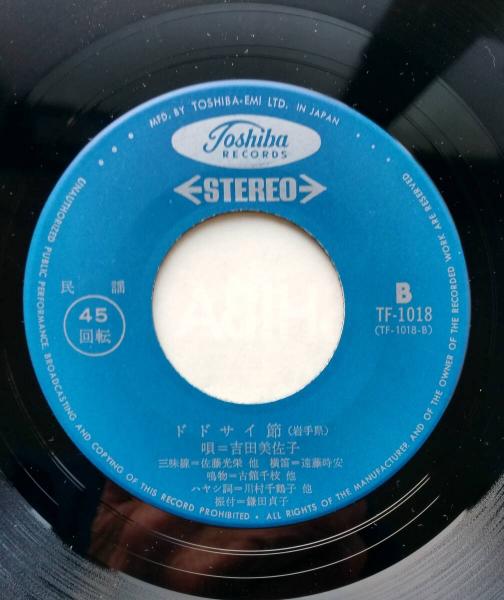 MFD. BY TOSHIBA-EMI LTD. IN JAPAN
Toshiba
RECORDS
STEREO
民謡
45
回転
B
TF-1018
(TF-1018-B)
ドドサイ節(岩手県)
唄=吉田美佐子
三味線=佐藤光栄 他 横笛=遠藤時安
鳴物=古館千枝 他
ハヤシ詞=川村千鶴子 他
振付=鎌田貞子
UNAUTHORIZED PUBLIC PERFORMANCE, BROADCASTING AND COPYING OF THIS RECORD PROHIBITED • ALL RIGHTS OF THE MANUFACTURER AND OF THE OWNER OF THE RECORDED WORK ARE RESERVED